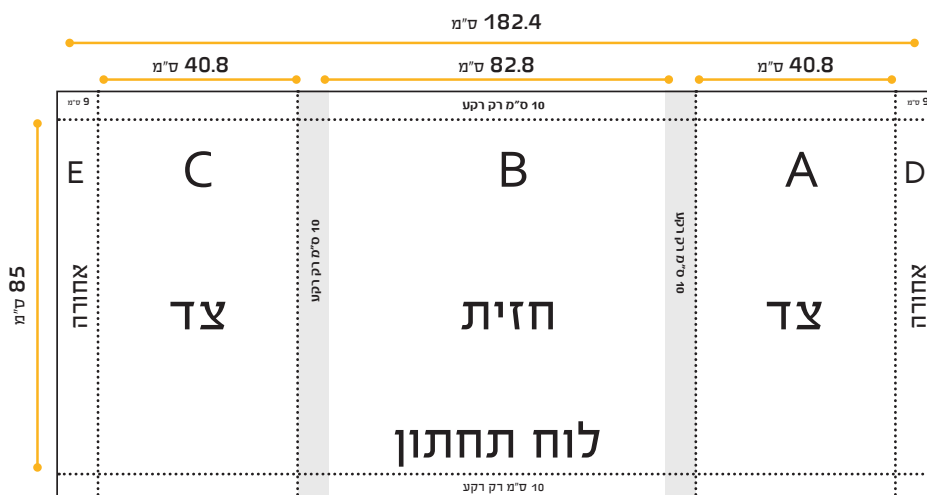 182.4 ס"מ
40.8 ס"מ
82.8 ס"מ
40.8 ס"מ
9 ס"מ
10 ס"מ רק רקע
9 ס"מ
D
A
B
C
E
10 ס"מ רק רקע
10 ס"מ רק רקע
85 ס"מ
אחורה
צד
חזית
צד
אחורה
לוח תחתון
10 ס"מ רק רקע